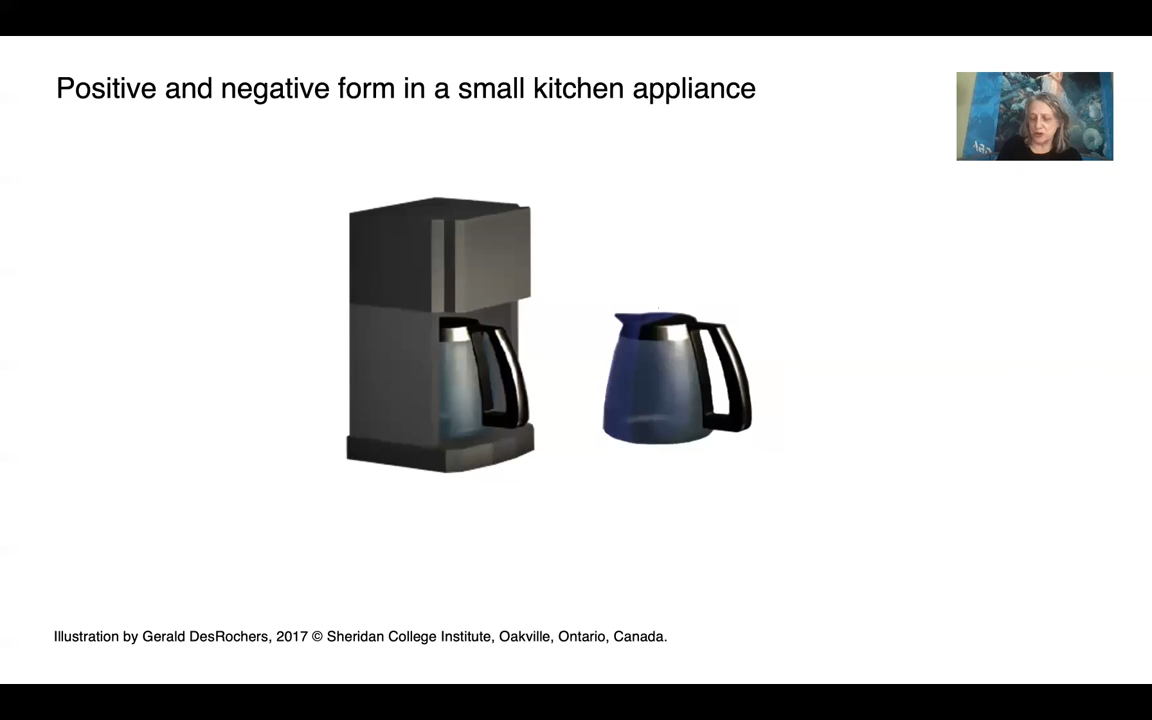 Positive and negative form in a small kitchen appliance
Illustration by Gerald DesRochers, 2017 © Sheridan College Institute, Oakville, Ontario, Canada.